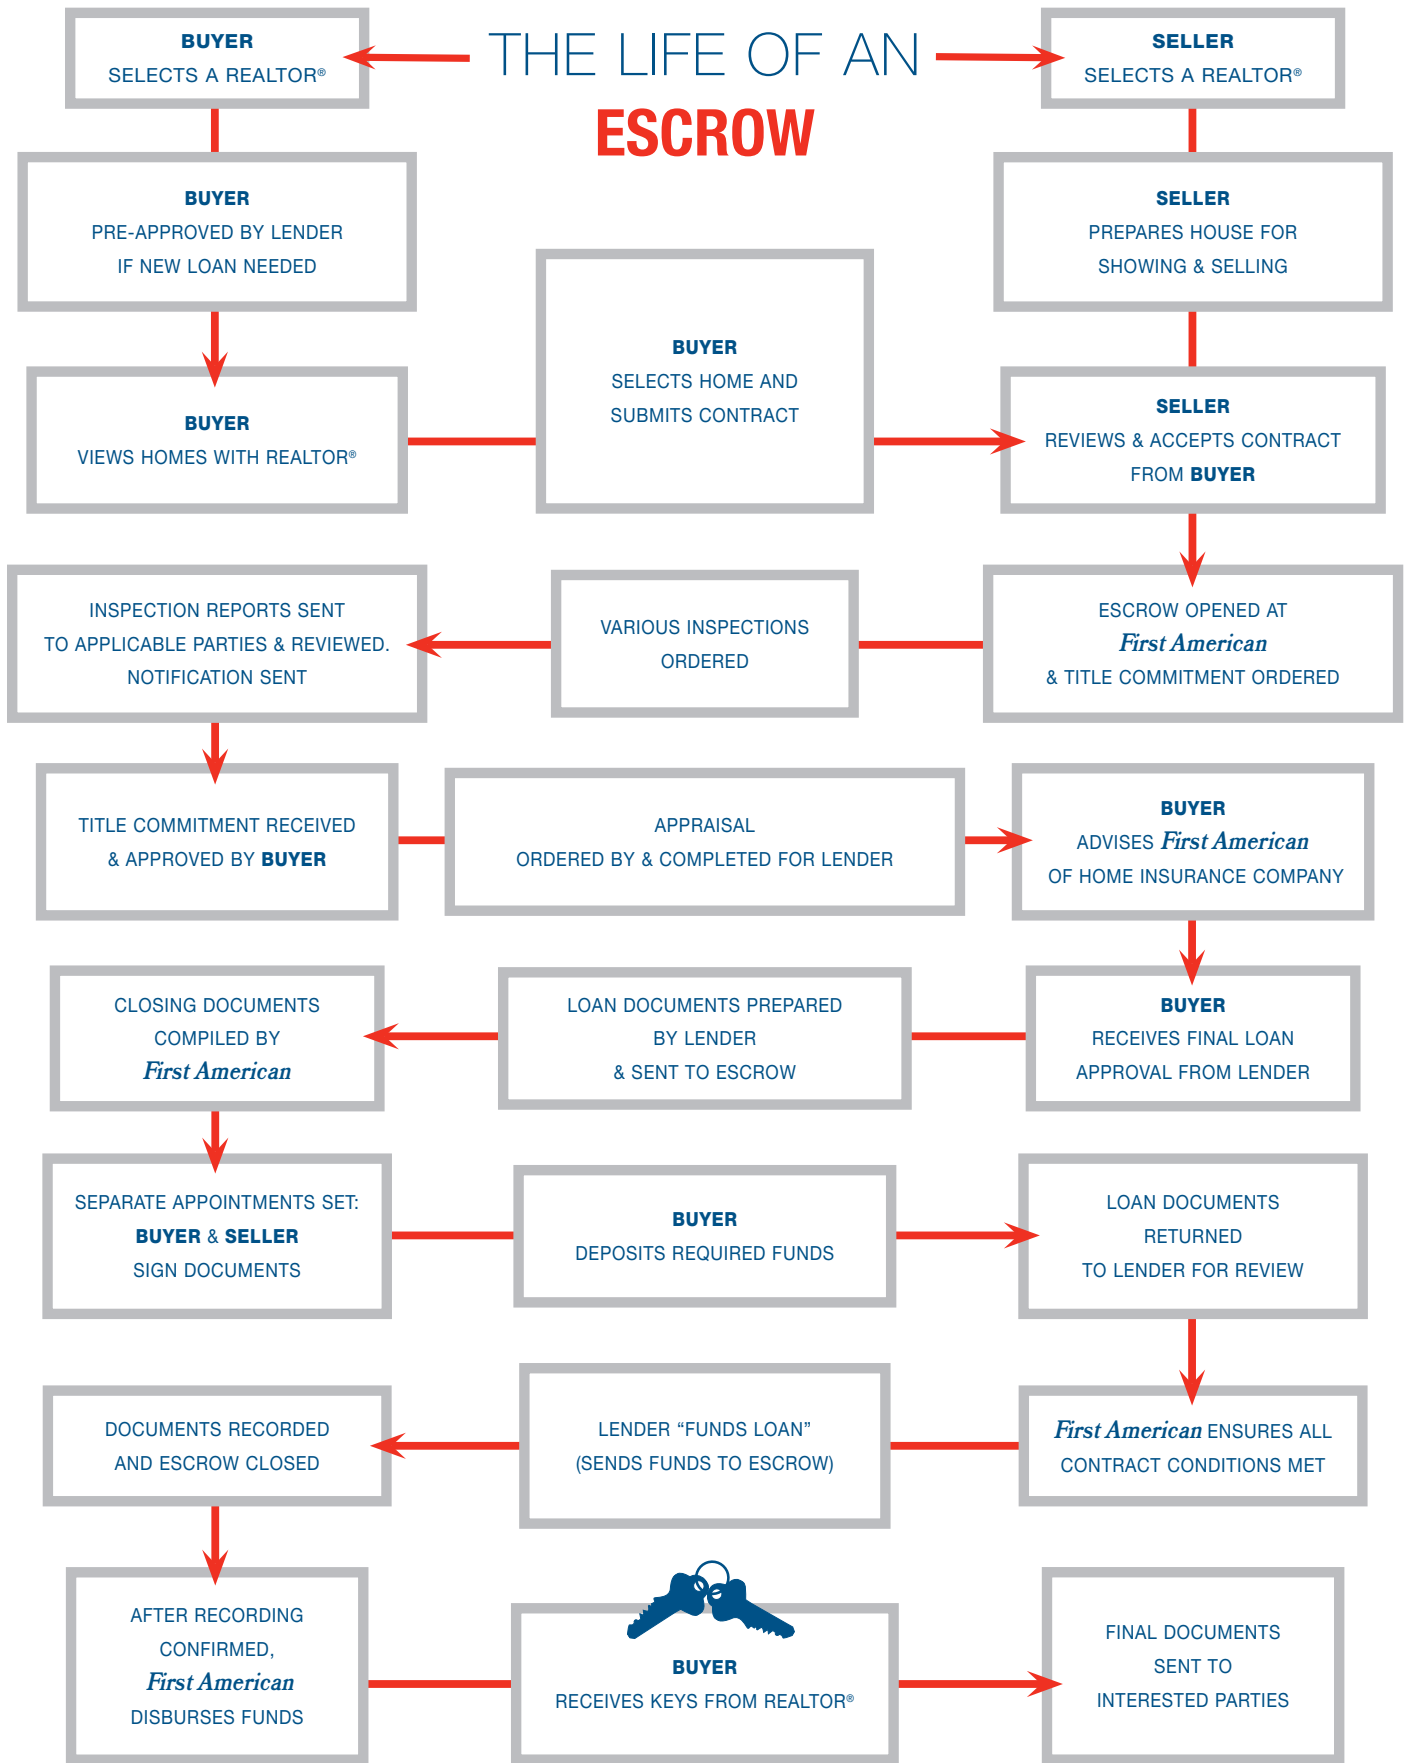 THE LIFE OF AN
ESCROW
BUYER
SELECTS A REALTOR®
SELLER
SELECTS A REALTOR®
BUYER
PRE-APPROVED BY LENDER
IF NEW LOAN NEEDED
SELLER
PREPARES HOUSE FOR
SHOWING & SELLING
BUYER
VIEWS HOMES WITH REALTOR®
BUYER
SELECTS HOME AND
SUBMITS CONTRACT
SELLER
REVIEWS & ACCEPTS CONTRACT
FROM BUYER
ESCROW OPENED AT
First American
& TITLE COMMITMENT ORDERED
VARIOUS INSPECTIONS
ORDERED
INSPECTION REPORTS SENT
TO APPLICABLE PARTIES & REVIEWED.
NOTIFICATION SENT
TITLE COMMITMENT RECEIVED
& APPROVED BY BUYER
APPRAISAL
ORDERED BY & COMPLETED FOR LENDER
BUYER
ADVISES First American
OF HOME INSURANCE COMPANY
BUYER
RECEIVES FINAL LOAN
APPROVAL FROM LENDER
LOAN DOCUMENTS PREPARED
BY LENDER
& SENT TO ESCROW
CLOSING DOCUMENTS
COMPILED BY
First American
SEPARATE APPOINTMENTS SET:
BUYER & SELLER
SIGN DOCUMENTS
BUYER
DEPOSITS REQUIRED FUNDS
LOAN DOCUMENTS
RETURNED
TO LENDER FOR REVIEW
First American ENSURES ALL
CONTRACT CONDITIONS MET
LENDER “FUNDS LOAN”
(SENDS FUNDS TO ESCROW)
DOCUMENTS RECORDED
AND ESCROW CLOSED
AFTER RECORDING
CONFIRMED,
First American
DISBURSES FUNDS
BUYER
RECEIVES KEYS FROM REALTOR®
FINAL DOCUMENTS
SENT TO
INTERESTED PARTIES